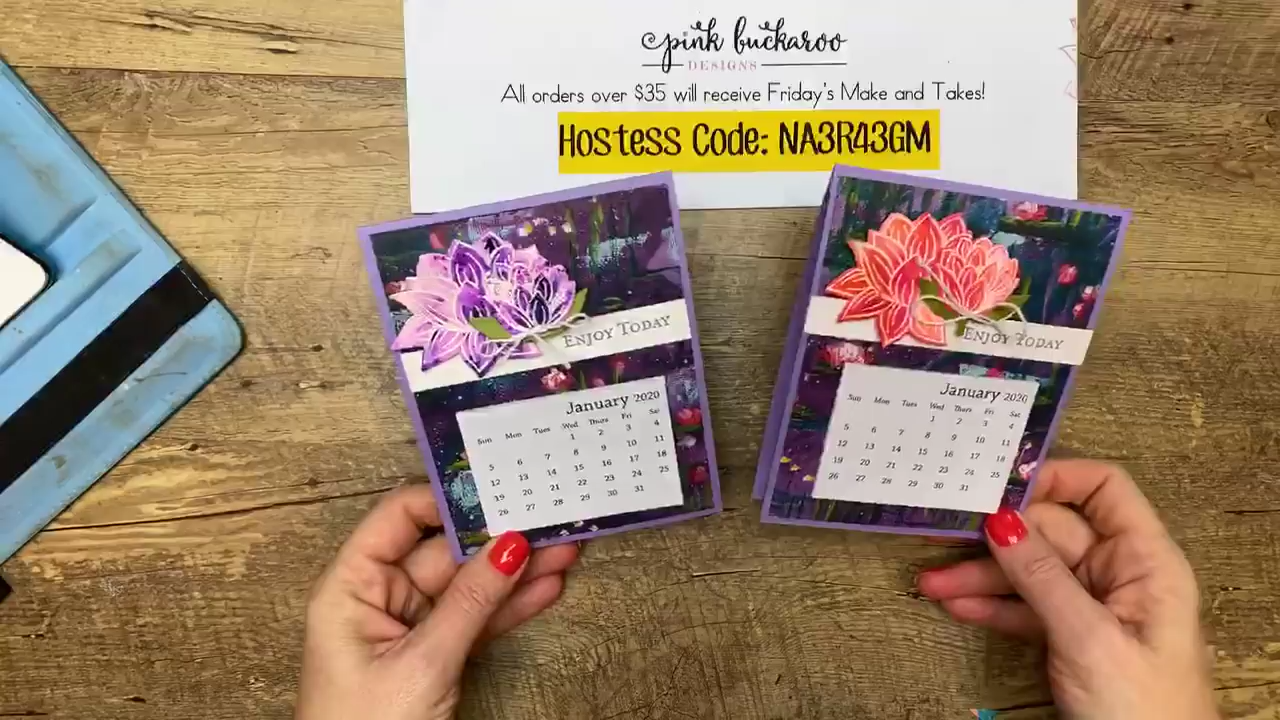 pink buckaroo
DESIGNS
All orders over $35 will receive Friday's Make and Takes!
Hostess Code: NA3R43GM
ENJOY TODAY
January 2020
Sun Mon Tues Wed Thurs Fri Sat
1 2 3 4
5 6 7 8 9 10 11
12 13 14 15 16 17 18
19 20 21 22 23 24 25
26 27 28 29 30 31
ENJOY TODAY
January 2020
Sun Mon Tues Wed Thurs Fri Sat
1 2 3 4
5 6 7 8 9 10 11
12 13 14 15 16 17 18
19 20 21 22 23 24 25
26 27 28 29 30 31